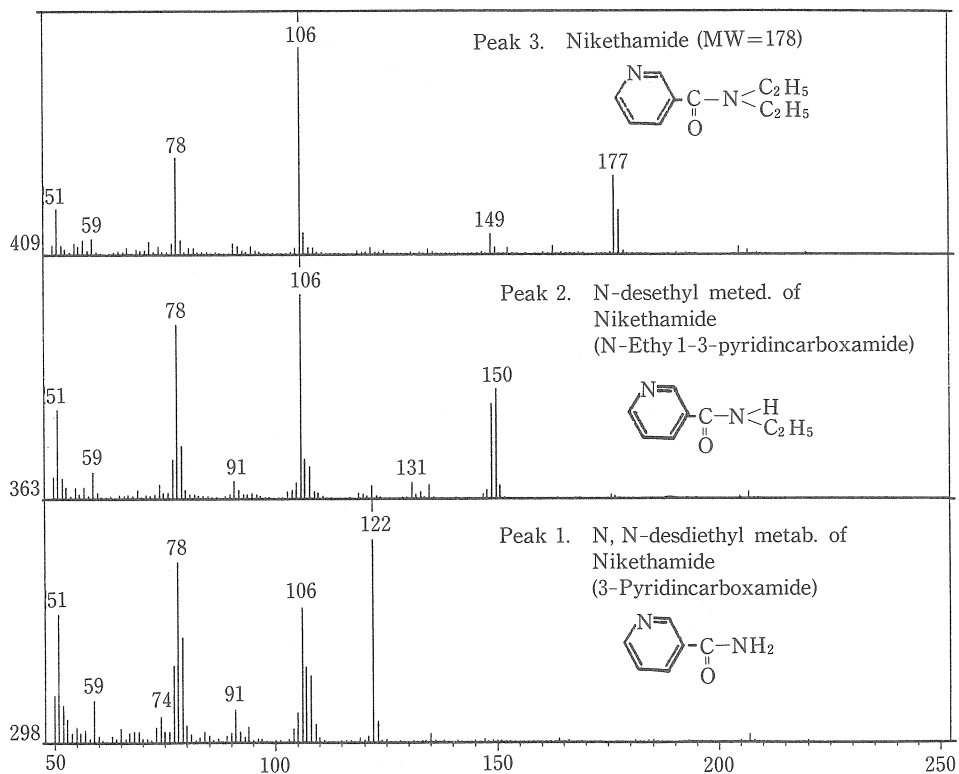 106
Peak 3. Nikethamide (MW=178)
N
C2H5
C-N
C2H5
O
78
177
51
59
149
409
106
Peak 2. N-desethyl meted. of
Nikethamide
(N-Ethy1-3-pyridincarboxamide)
78
150
N
H
C-N
C2H5
O
51
59
91
131
363
122
Peak 1. N, N-desdiethyl metab. of
Nikethamide
(3-Pyridincarboxamide)
78
106
51
N
C-NH2
O
59
74
91
298
50 100 150 200 250